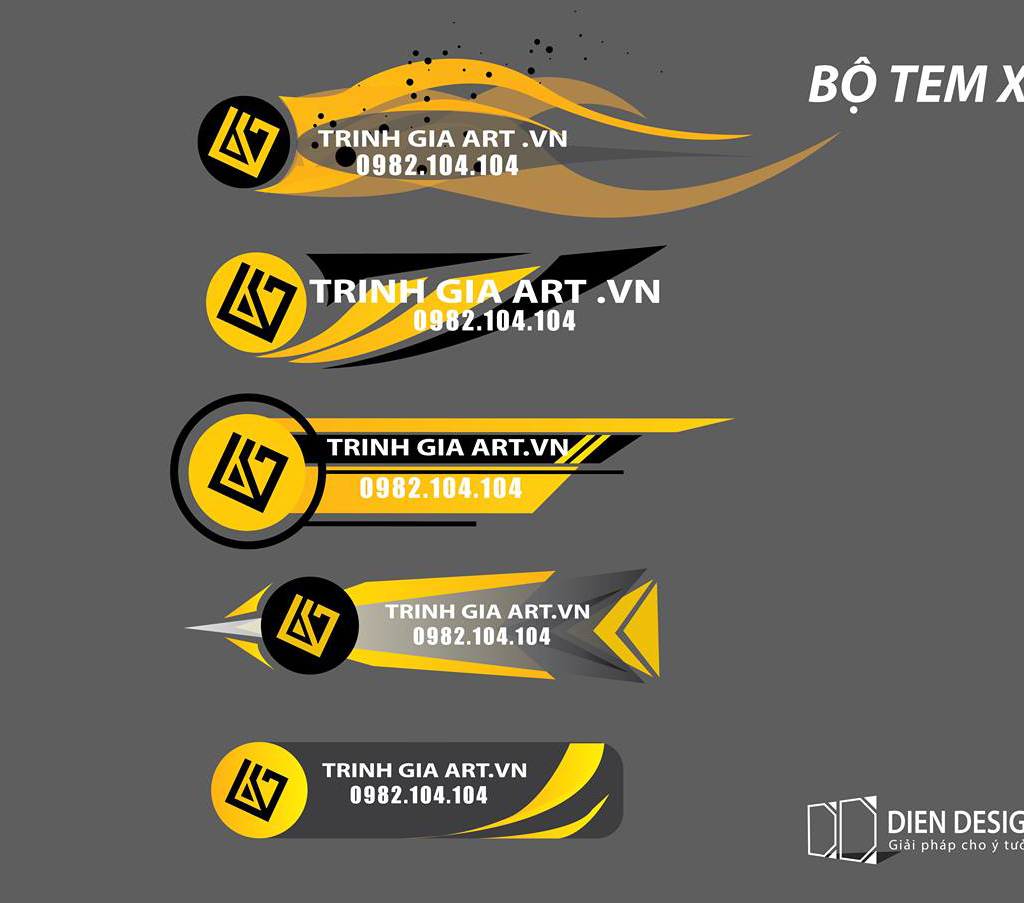 BỘ TEM X
TRINH GIA ART .VN
0982.104.104
TRINH GIA ART .VN
0982.104.104
TRINH GIA ART.VN
0982.104.104
TRINH GIA ART.VN
0982.104.104
TRINH GIA ART.VN
0982.104.104
DIEN DESIG
Giải pháp cho ý tưở